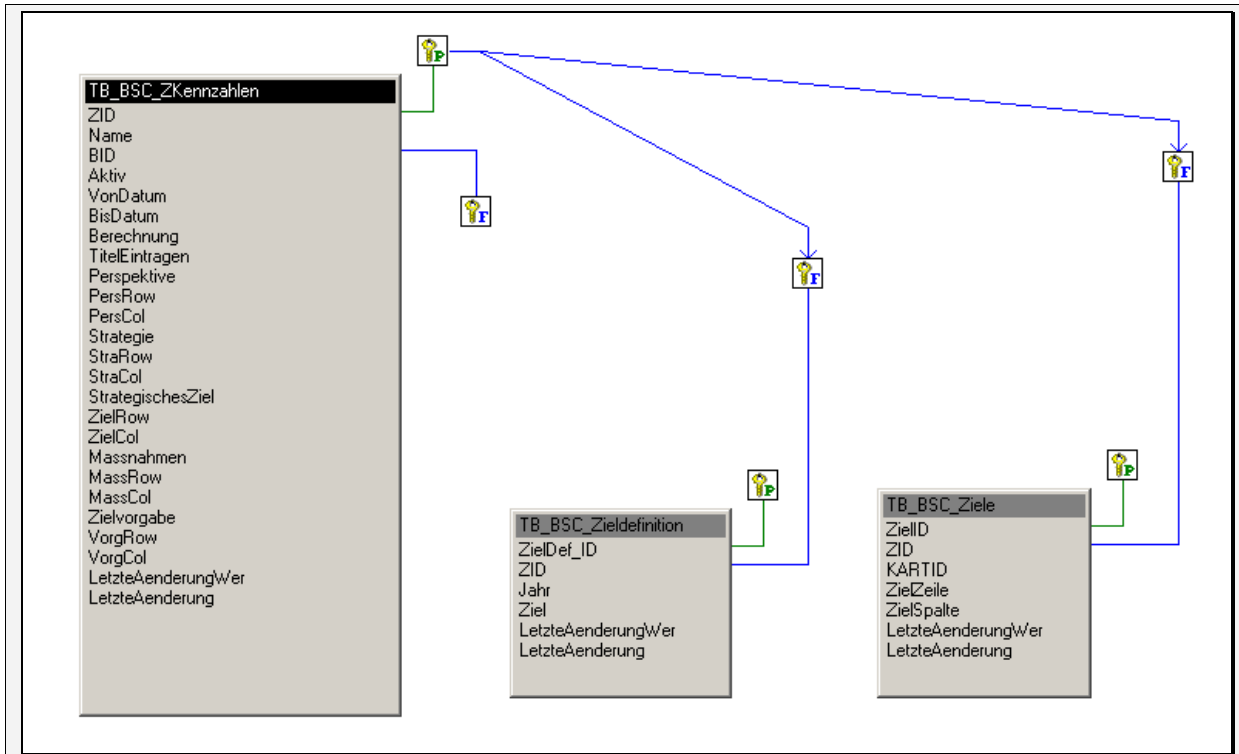 P
TB_BSC_ZKennzahlen
ZID
Name
BID
Aktiv
VonDatum
BisDatum
Berechnung
TitelEintragen
Perspektive
PersRow
PersCol
Strategie
StraRow
StraCol
StrategischesZiel
ZielRow
ZielCol
Massnahmen
MassRow
MassCol
Zielvorgabe
VorgRow
VorgCol
LetzteAenderungWer
LetzteAenderung
F
F
F
P
TB_BSC_Zieldefinition
ZielDef_ID
ZID
Jahr
Ziel
LetzteAenderungWer
LetzteAenderung
P
TB_BSC_Ziele
ZielID
ZID
KARTID
ZielZeile
ZielSpalte
LetzteAenderungWer
LetzteAenderung